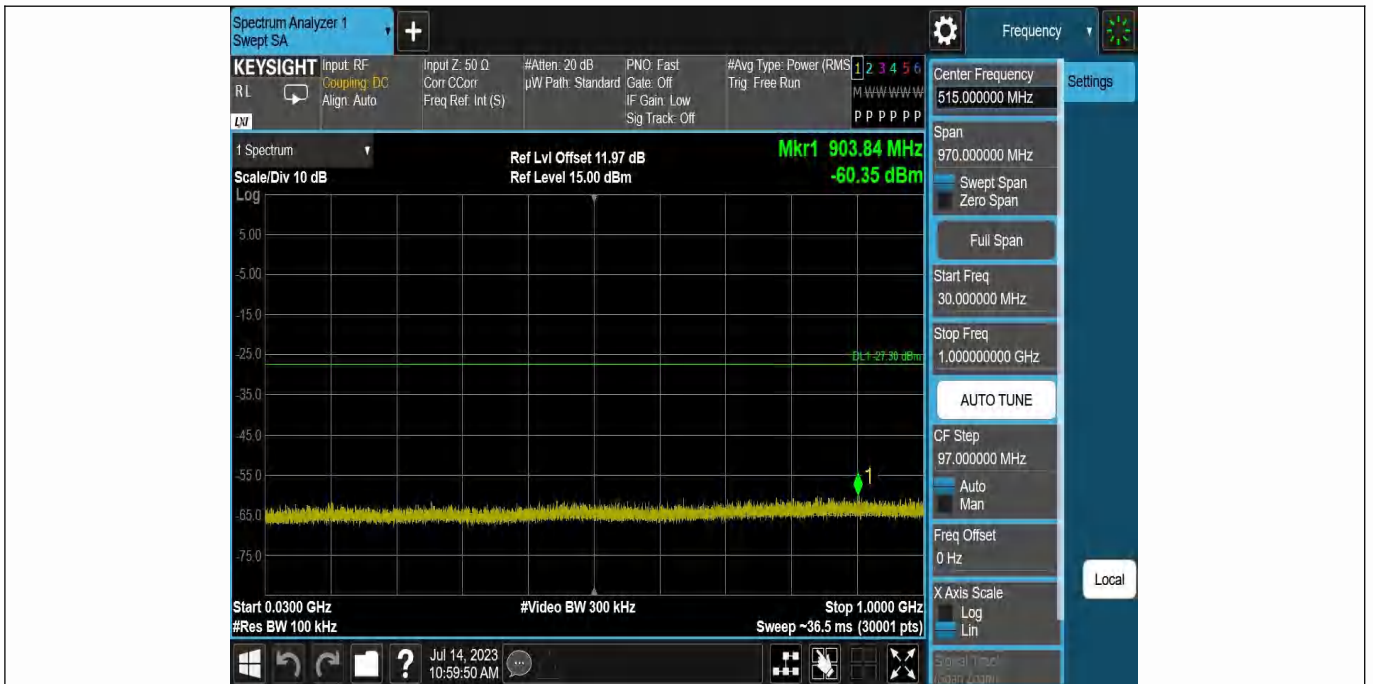 Spectrum Analyzer 1
Swept SA
+
Frequency
KEYSIGHT
RL
LXI
Input: RF
Coupling: DC
Align: Auto
Input Z: 50 Ω
Corr CCorr
Freq Ref: Int (S)
#Atten: 20 dB
µW Path: Standard
PNO: Fast
Gate: Off
IF Gain: Low
Sig Track: Off
#Avg Type: Power (RMS
Trig: Free Run
1 2 3 4 5 6
M W W W W W
P P P P P P
Center Frequency
515.000000 MHz
Settings
1 Spectrum
Scale/Div 10 dB
Ref Lvl Offset 11.97 dB
Ref Level 15.00 dBm
Mkr1 903.84 MHz
-60.35 dBm
Log
5.00
-5.00
-15.0
-25.0
-35.0
-45.0
-55.0
-65.0
-75.0
DL1 -27.30 dBm
1
Span
970.000000 MHz
Swept Span
Zero Span
Full Span
Start Freq
30.000000 MHz
Stop Freq
1.000000000 GHz
AUTO TUNE
CF Step
97.000000 MHz
Auto
Man
Freq Offset
0 Hz
X Axis Scale
Log
Lin
Signal Track
(Span Zoom)
Local
Start 0.0300 GHz
#Res BW 100 kHz
#Video BW 300 kHz
Stop 1.0000 GHz
Sweep ~36.5 ms (30001 pts)
?
Jul 14, 2023
10:59:50 AM